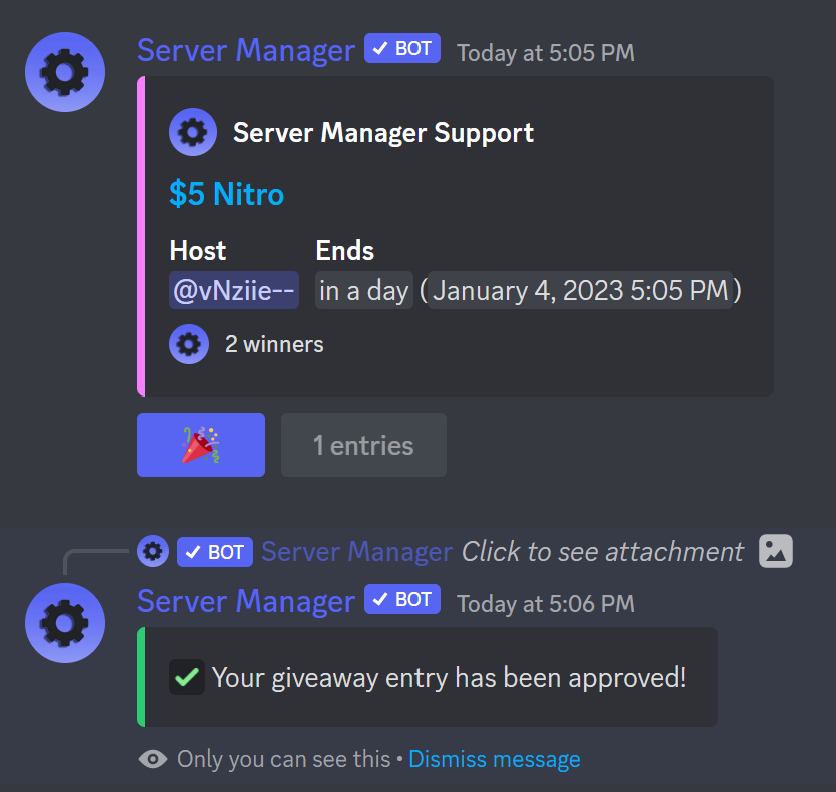 Server Manager ✓ BOT Today at 5:05 PM
Server Manager Support
$5 Nitro
Host Ends
@vNziie-- in a day (January 4, 2023 5:05 PM)
2 winners
1 entries
✓ BOT Server Manager Click to see attachment
Server Manager ✓ BOT Today at 5:06 PM
Your giveaway entry has been approved!
Only you can see this • Dismiss message